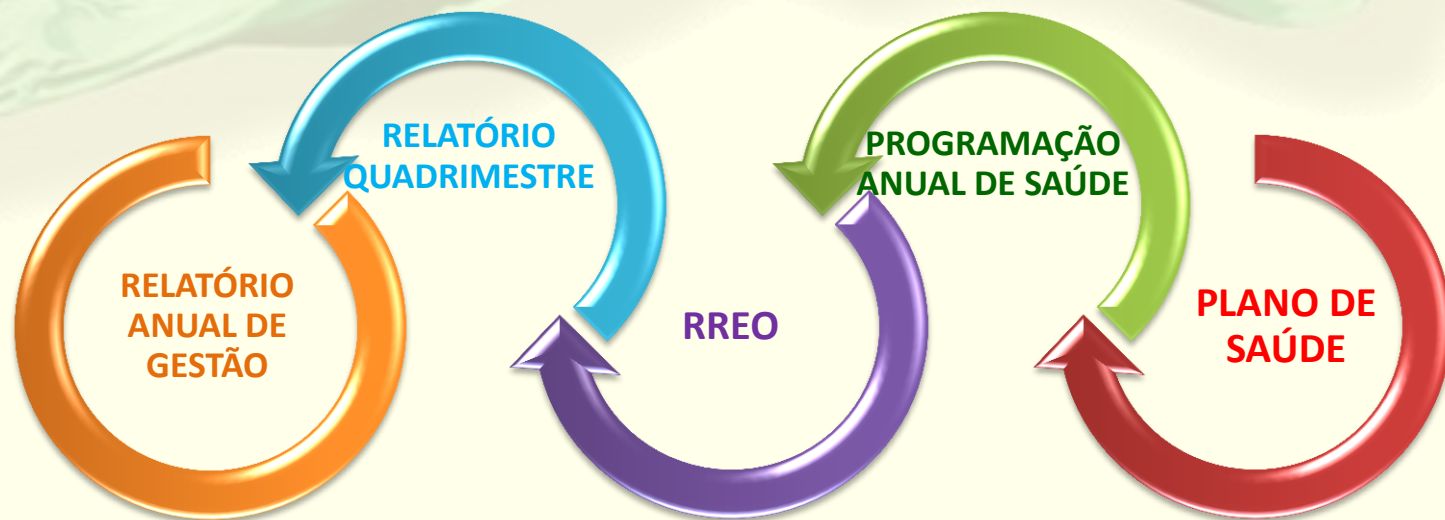 RELATÓRIO
ANUAL DE
GESTÃO
RELATÓRIO
QUADRIMESTRE
RREO
PROGRAMAÇÃO
ANUAL DE SAÚDE
PLANO DE
SAÚDE